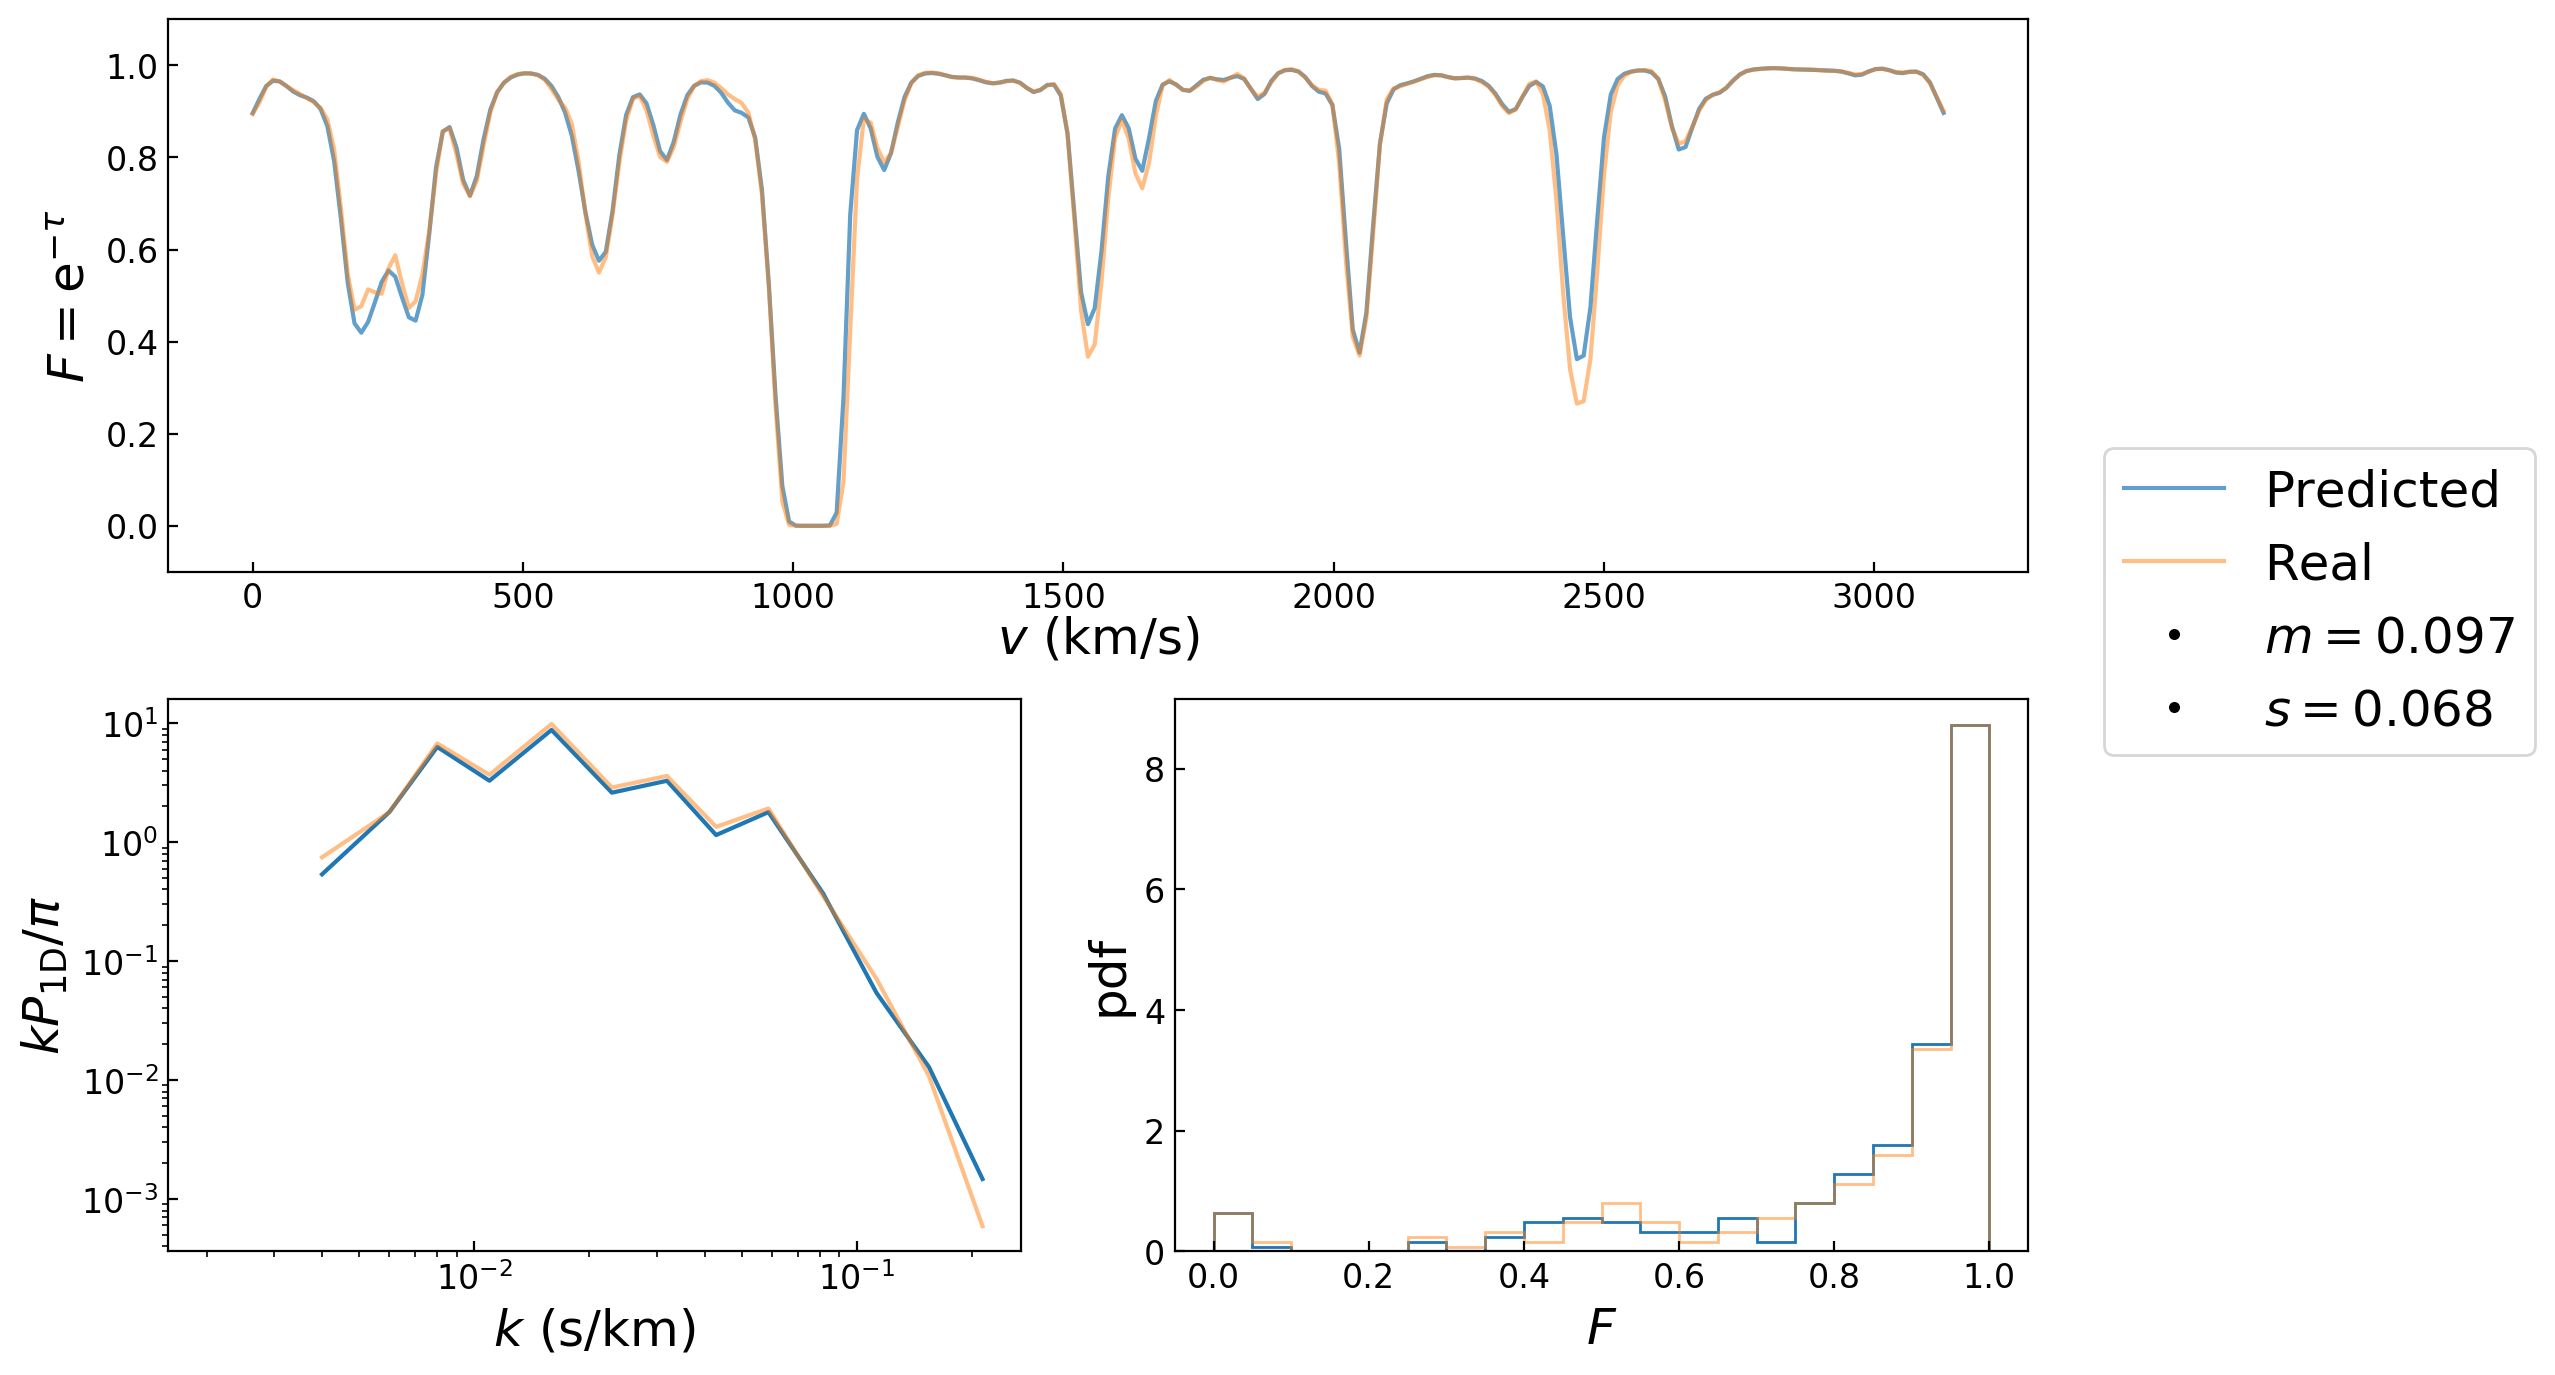 F = e^{-τ}
1.0
0.8
0.6
0.4
0.2
0.0
0 500 1000 1500 2000 2500 3000
v (km/s)
Predicted
Real
m = 0.097
s = 0.068
kP_{1D}/π
10^1
10^0
10^{-1}
10^{-2}
10^{-3}
10^{-2} 10^{-1}
k (s/km)
pdf
8
6
4
2
0
0.0 0.2 0.4 0.6 0.8 1.0
F